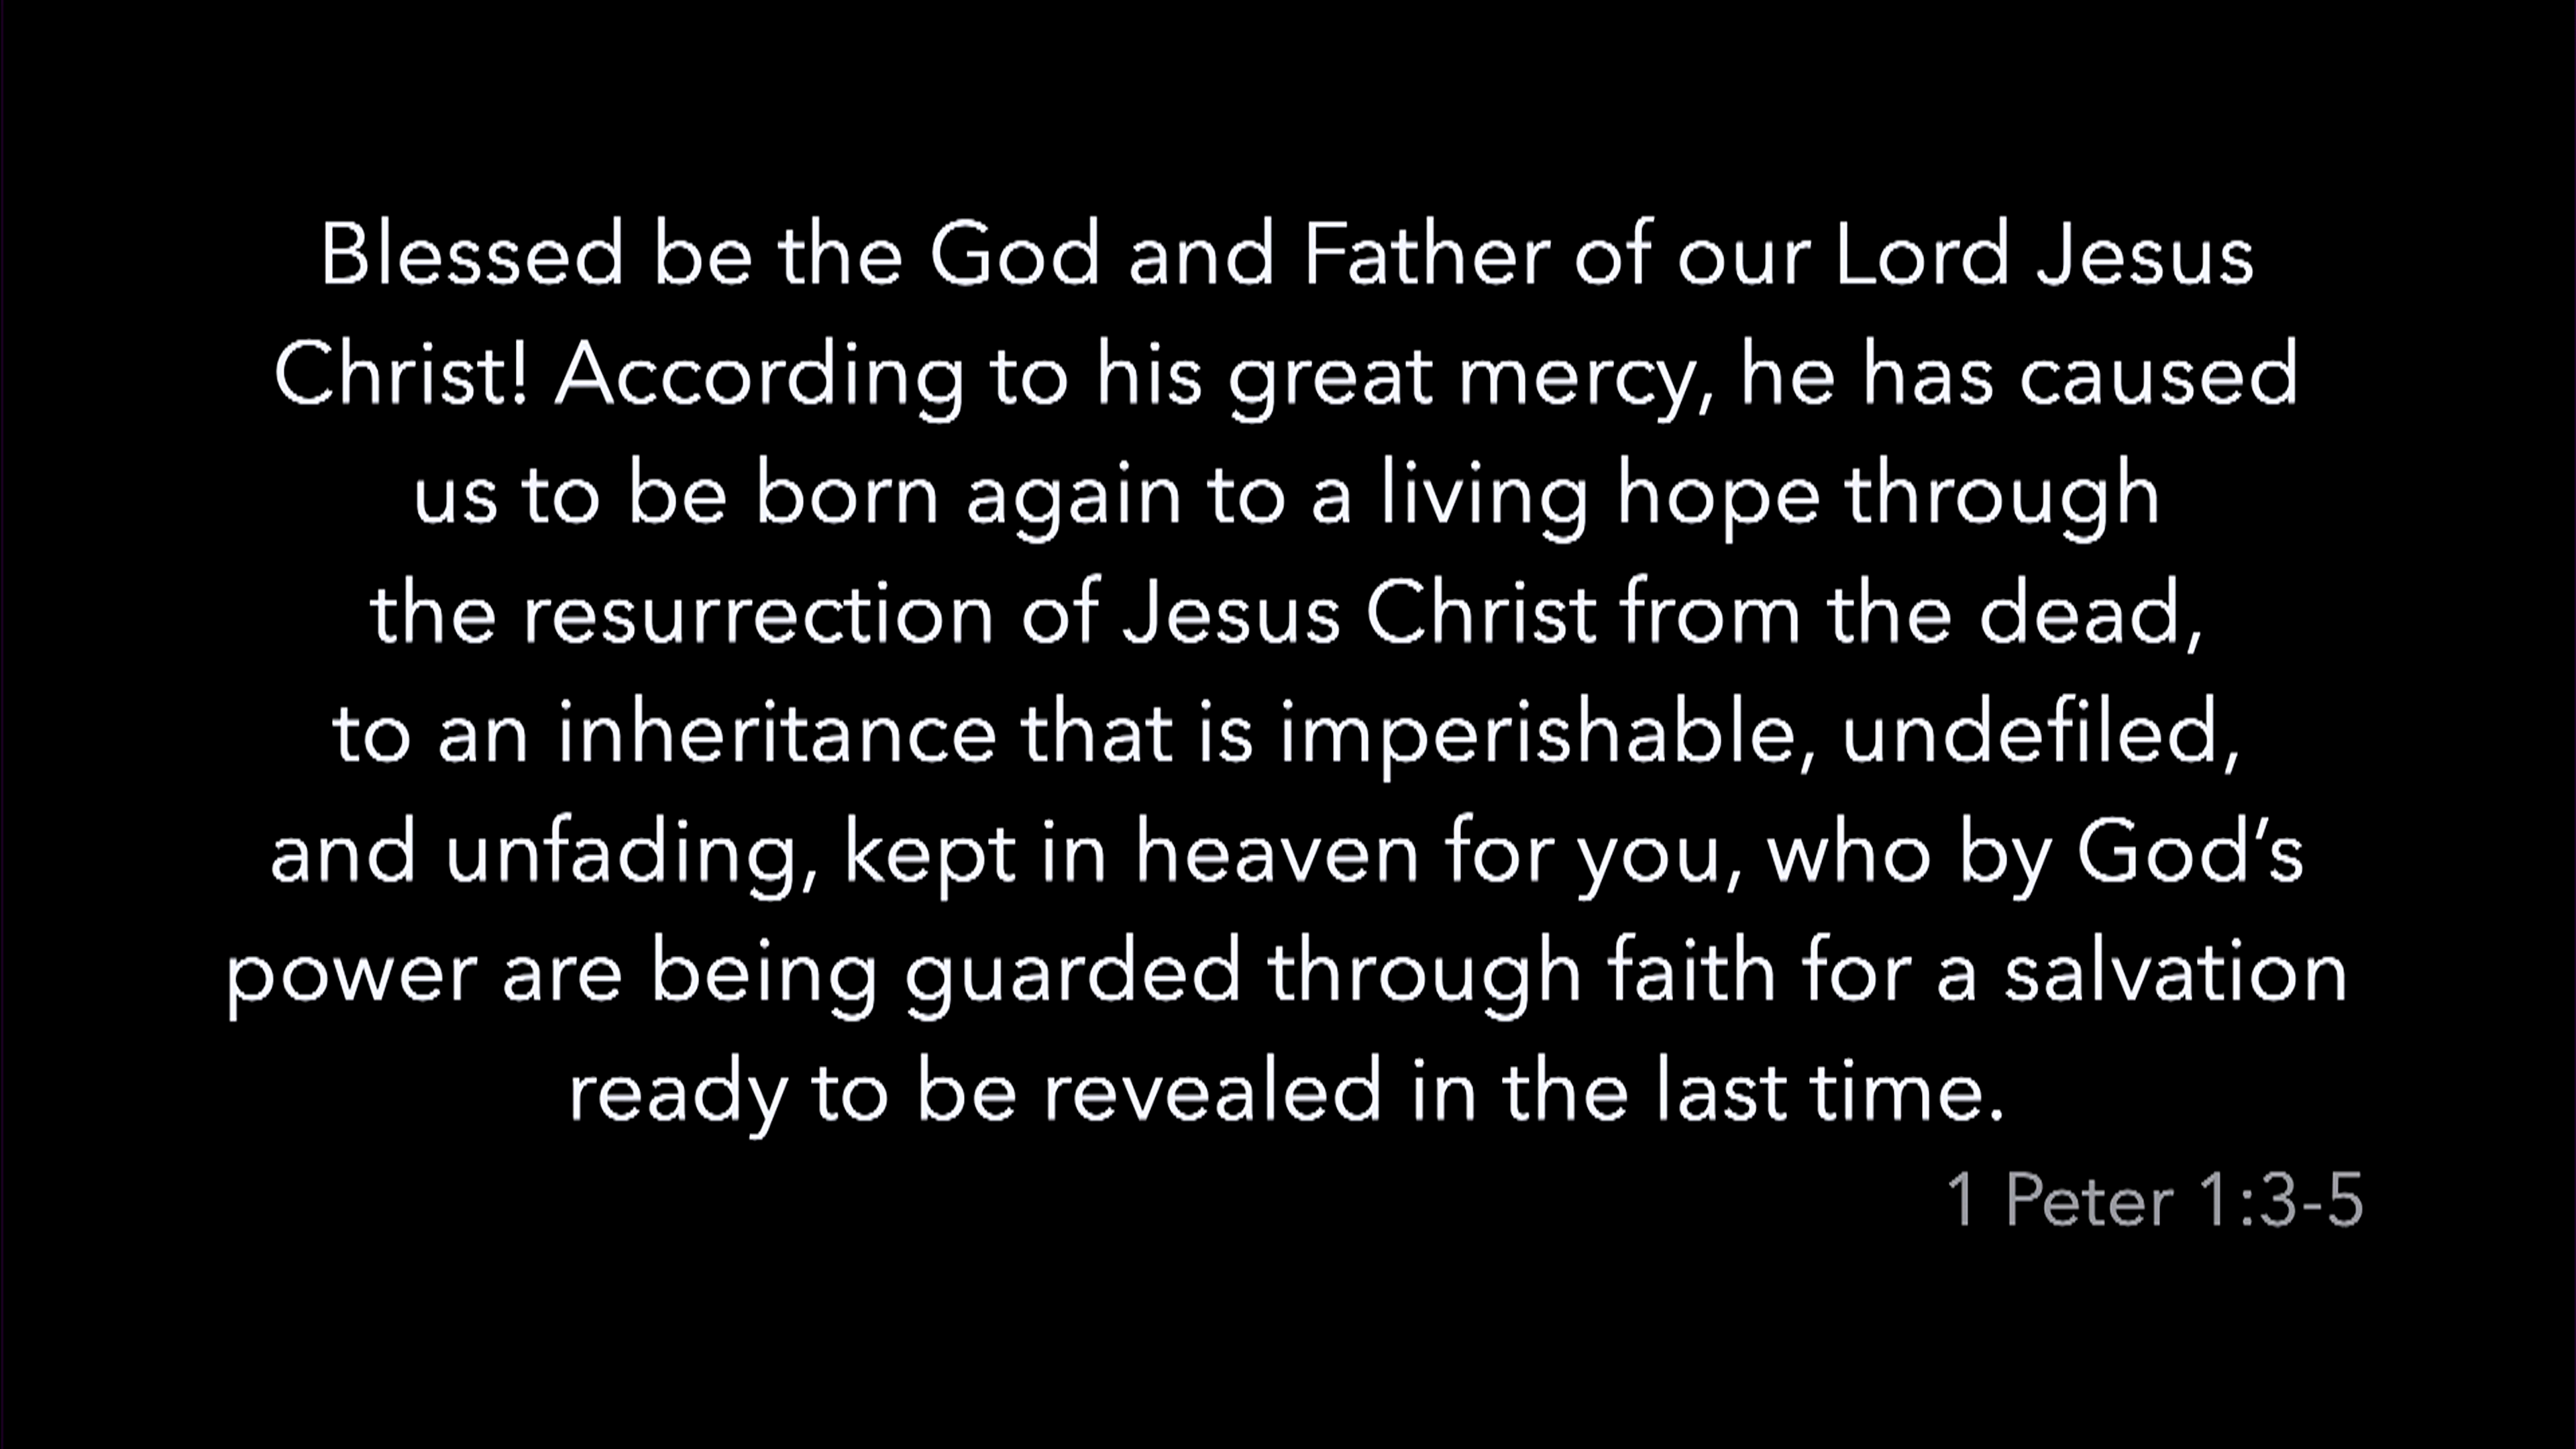 Blessed be the God and Father of our Lord Jesus
Christ! According to his great mercy, he has caused
us to be born again to a living hope through
the resurrection of Jesus Christ from the dead,
to an inheritance that is imperishable, undefiled,
and unfading, kept in heaven for you, who by God’s
power are being guarded through faith for a salvation
ready to be revealed in the last time.
1 Peter 1:3-5